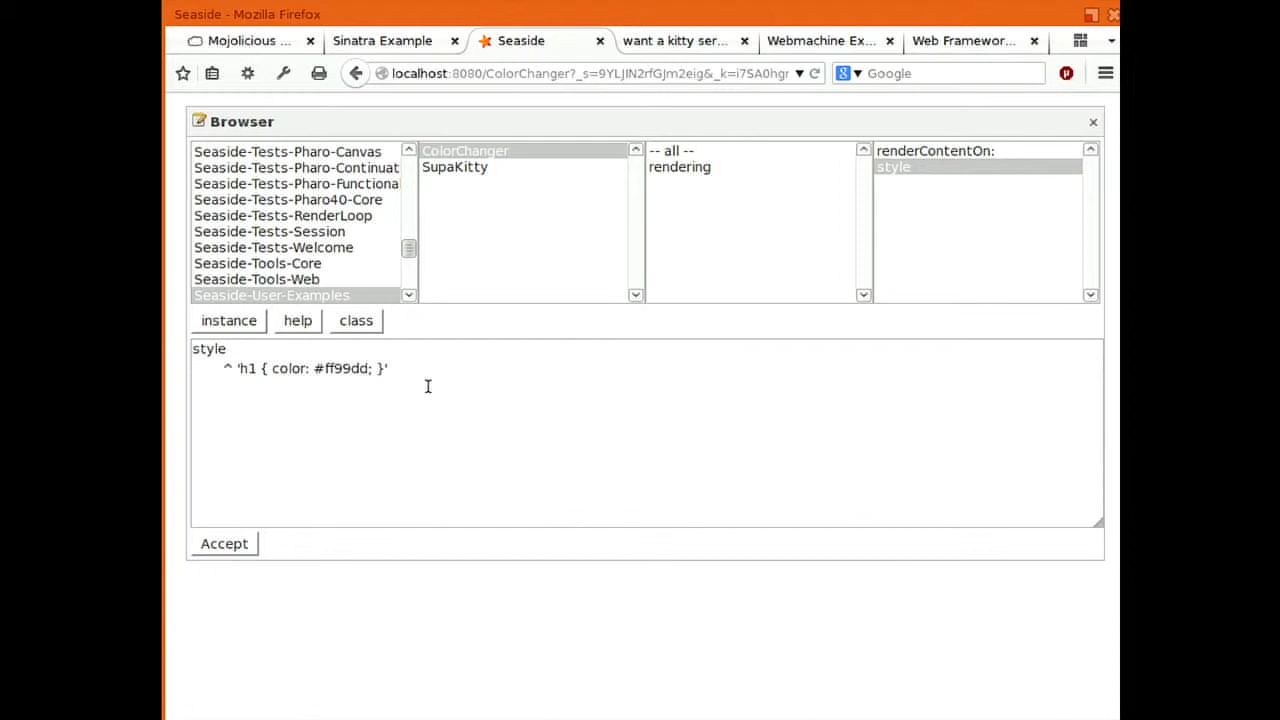 Seaside - Mozilla Firefox
Mojolicious ... Sinatra Example Seaside want a kitty ser... Webmachine Ex... Web Framewor...
localhost:8080/ColorChanger?_s=9YLJIN2rfGJm2eig&_k=i7SA0hgr Google
Browser
Seaside-Tests-Pharo-Canvas
Seaside-Tests-Pharo-Continuat
Seaside-Tests-Pharo-Functiona
Seaside-Tests-Pharo40-Core
Seaside-Tests-RenderLoop
Seaside-Tests-Session
Seaside-Tests-Welcome
Seaside-Tools-Core
Seaside-Tools-Web
Seaside-User-Examples
ColorChanger
SupaKitty
-- all --
rendering
renderContentOn:
style
instance help class
style
^ 'h1 { color: #ff99dd; }'
Accept